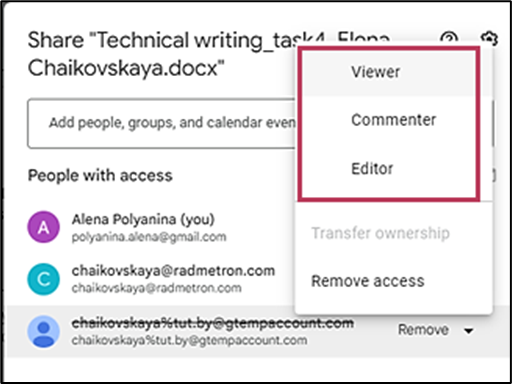 Share "Technical writing_task4_Elena
Chaikovskaya.docx"
Viewer
Add people, groups, and calendar even
Commenter
Editor
People with access
A
Alena Polyanina (you)
polyanina.alena@gmail.com
Transfer ownership
C
chaikovskaya@radmetron.com
chaikovskaya@radmetron.com
Remove access
chaikovskaya%tut.by@gtempaccount.com
chaikovskaya%tut.by@gtempaccount.com
Remove